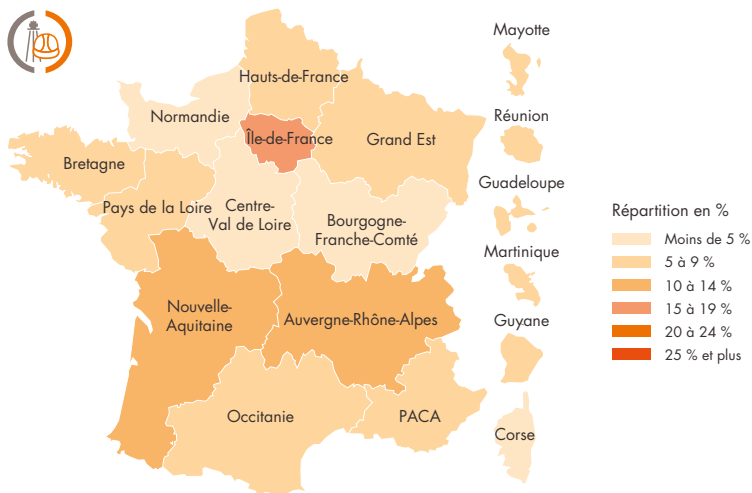 Mayotte
Hauts-de-France
Normandie
Réunion
Île-de-France
Grand Est
Bretagne
Guadeloupe
Pays de la Loire
Centre-
Val de Loire
Bourgogne-
Franche-Comté
Martinique
Nouvelle-
Aquitaine
Auvergne-Rhône-Alpes
Guyane
Occitanie
PACA
Corse
Répartition en %
Moins de 5 %
5 à 9 %
10 à 14 %
15 à 19 %
20 à 24 %
25 % et plus